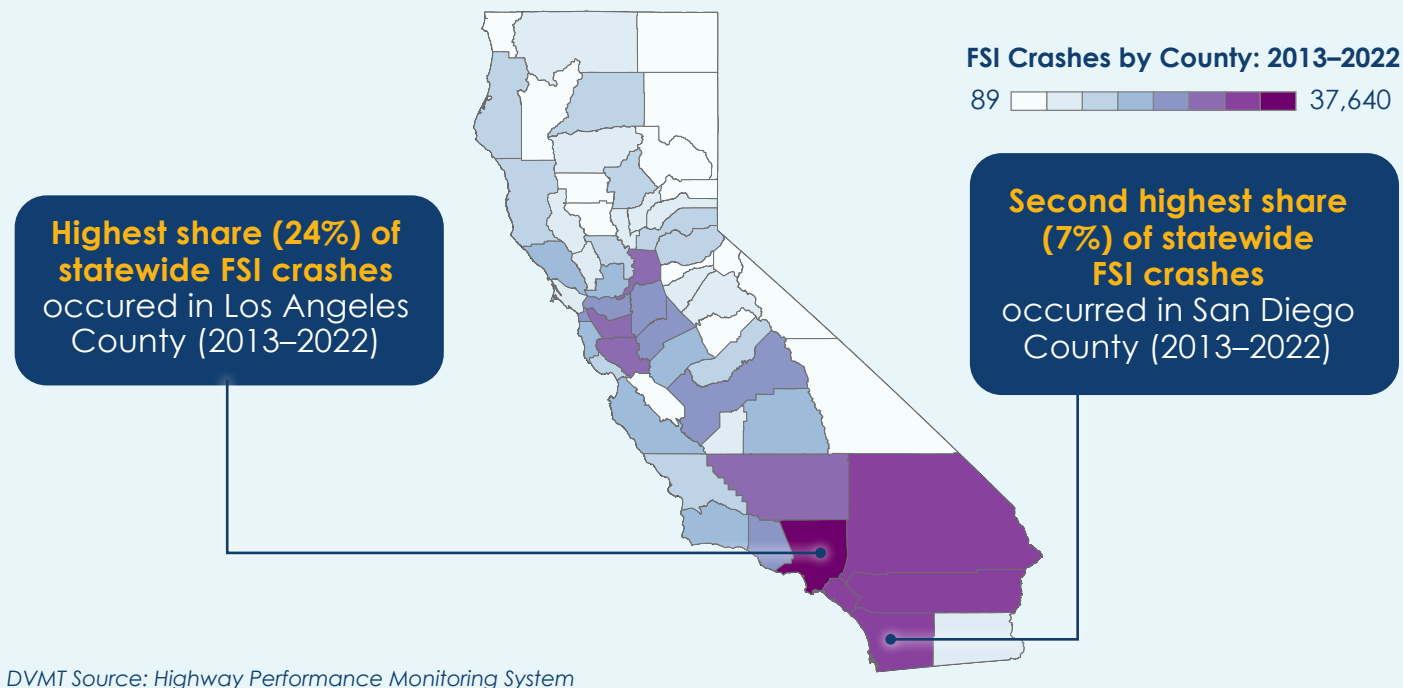 FSI Crashes by County: 2013–2022
89 37,640
Highest share (24%) of
statewide FSI crashes
occured in Los Angeles
County (2013–2022)
Second highest share
(7%) of statewide
FSI crashes
occurred in San Diego
County (2013–2022)
DVMT Source: Highway Performance Monitoring System